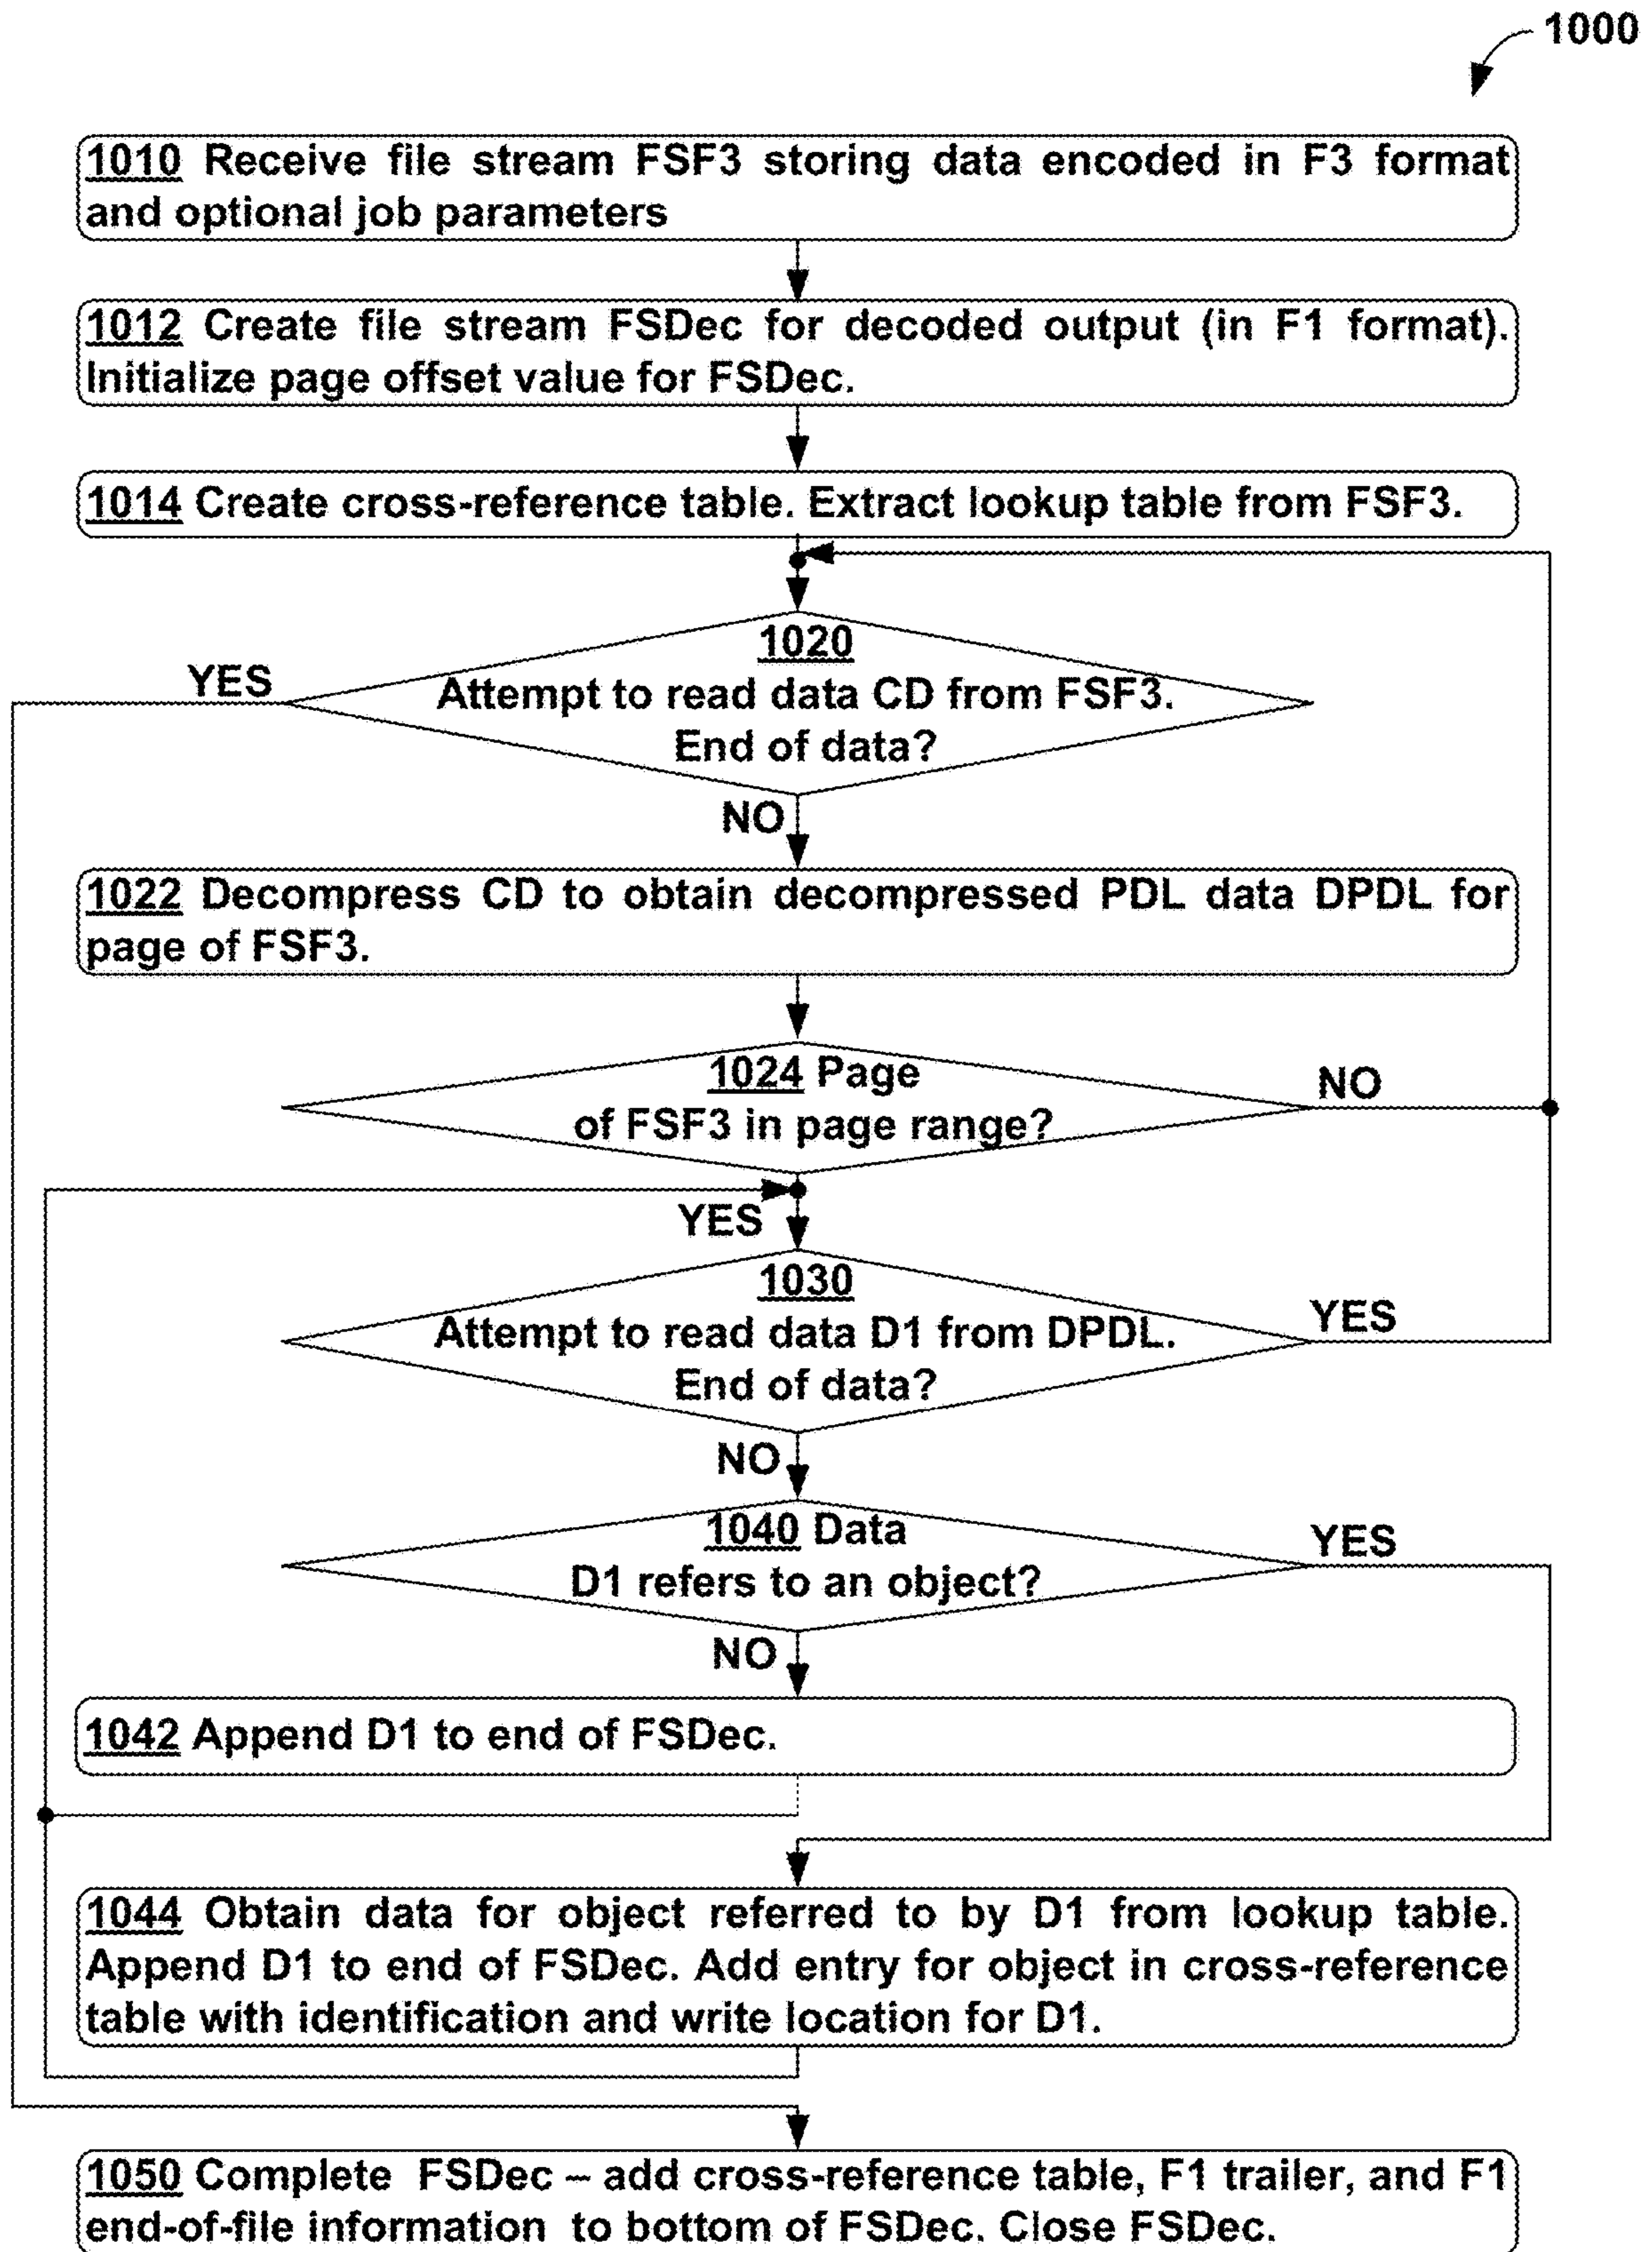 1000
1010 Receive file stream FSF3 storing data encoded in F3 format
and optional job parameters
1012 Create file stream FSDec for decoded output (in F1 format).
Initialize page offset value for FSDec.
1014 Create cross-reference table. Extract lookup table from FSF3.
1020
YES
Attempt to read data CD from FSF3.
End of data?
NO
1022 Decompress CD to obtain decompressed PDL data DPDL for
page of FSF3.
1024 Page
NO
of FSF3 in page range?
YES
1030
YES
Attempt to read data D1 from DPDL.
End of data?
NO
1040 Data
YES
D1 refers to an object?
NO
1042 Append D1 to end of FSDec.
1044 Obtain data for object referred to by D1 from lookup table.
Append D1 to end of FSDec. Add entry for object in cross-reference
table with identification and write location for D1.
1050 Complete FSDec – add cross-reference table, F1 trailer, and F1
end-of-file information to bottom of FSDec. Close FSDec.